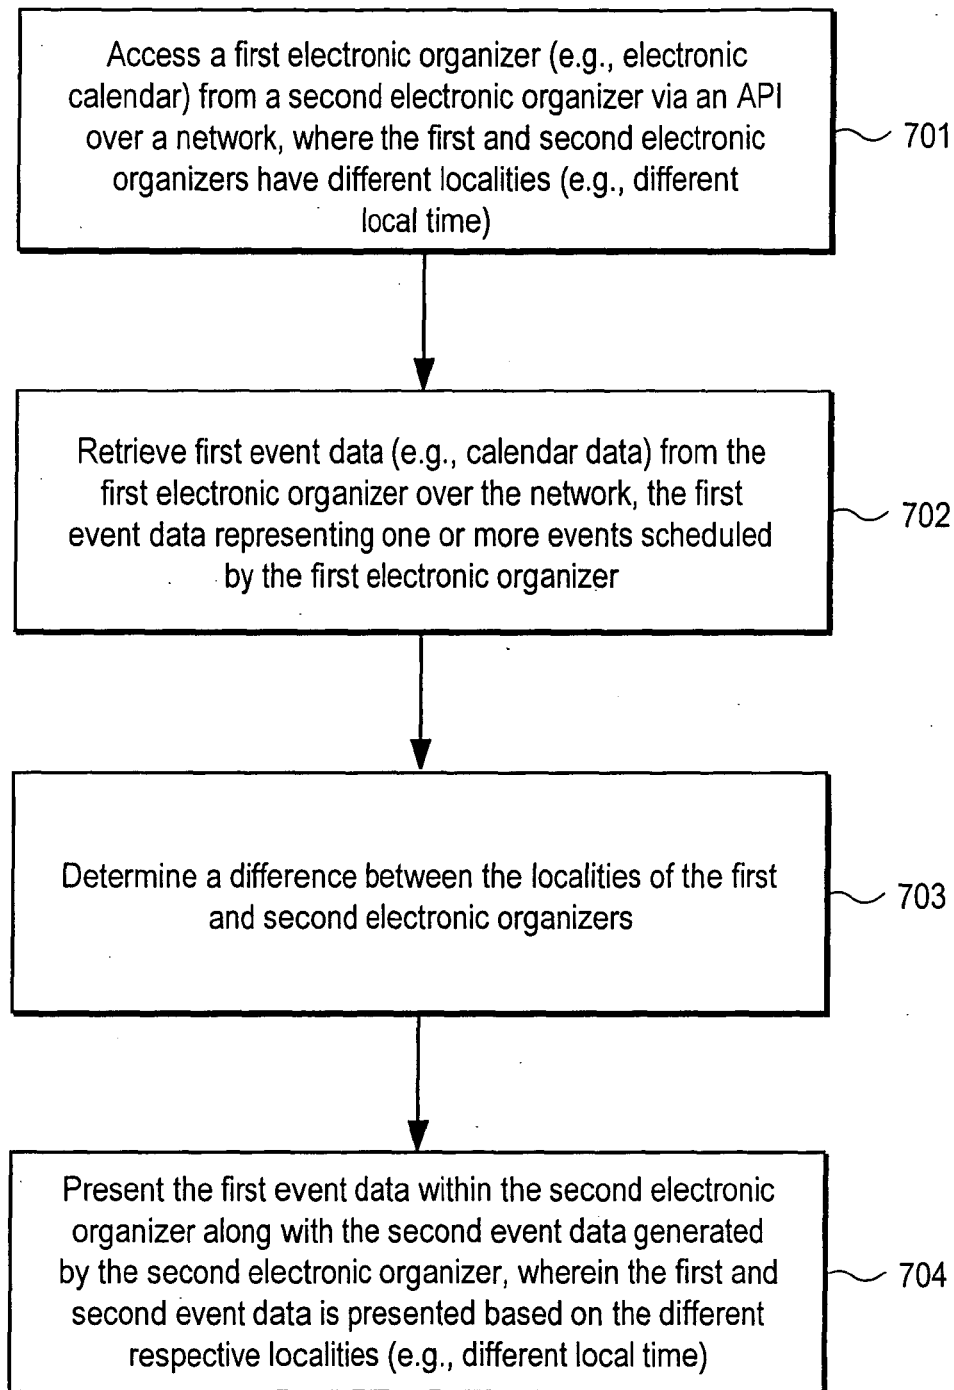 Access a first electronic organizer (e.g., electronic
calendar) from a second electronic organizer via an API
over a network, where the first and second electronic
organizers have different localities (e.g., different
local time)
701
Retrieve first event data (e.g., calendar data) from the
first electronic organizer over the network, the first
event data representing one or more events scheduled
by the first electronic organizer
702
Determine a difference between the localities of the first
and second electronic organizers
703
Present the first event data within the second electronic
organizer along with the second event data generated
by the second electronic organizer, wherein the first and
second event data is presented based on the different
respective localities (e.g., different local time)
704